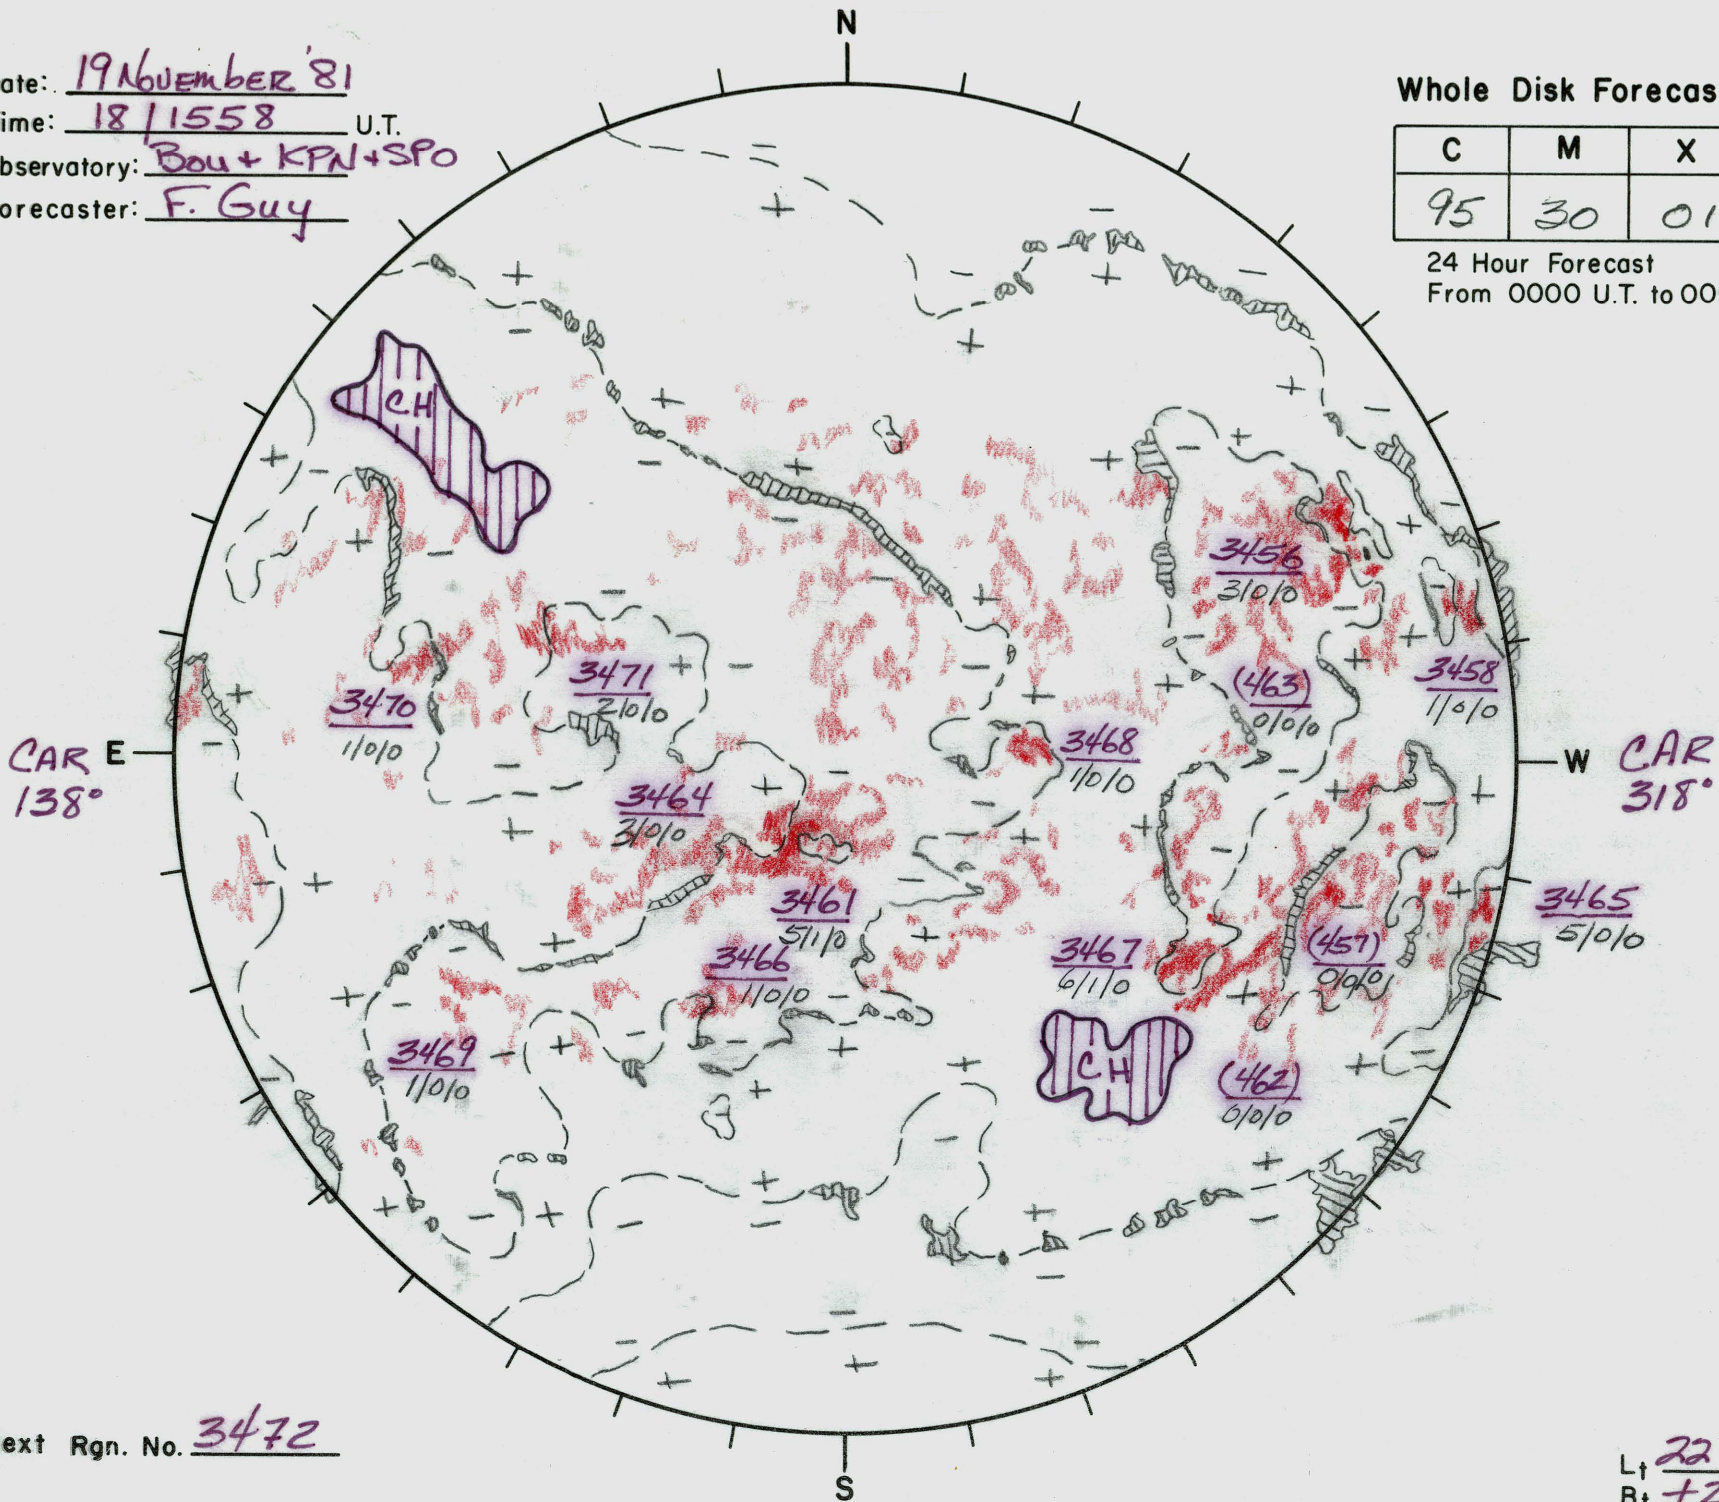 N
ate: 19 November '81
ime: 18/1558 U.T.
bservatory: Bou + KPN + SPO
orecaster: F. Guy
Whole Disk Forecas
C M X
95 30 01
24 Hour Forecast
From 0000 U.T. to 00
CH
3456
3/0/0
3471
2/0/0
(463)
0/0/0
3458
1/0/0
3470
1/0/0
3468
1/0/0
CAR E
138°
W CAR
318°
3464
3/0/0
3461
5/1/0
3465
5/0/0
3466
1/0/0
3467
6/1/0
(457)
0/0/0
3469
1/0/0
CH
(462)
0/0/0
ext Rgn. No. 3472
S
Lt 22
Bt +2